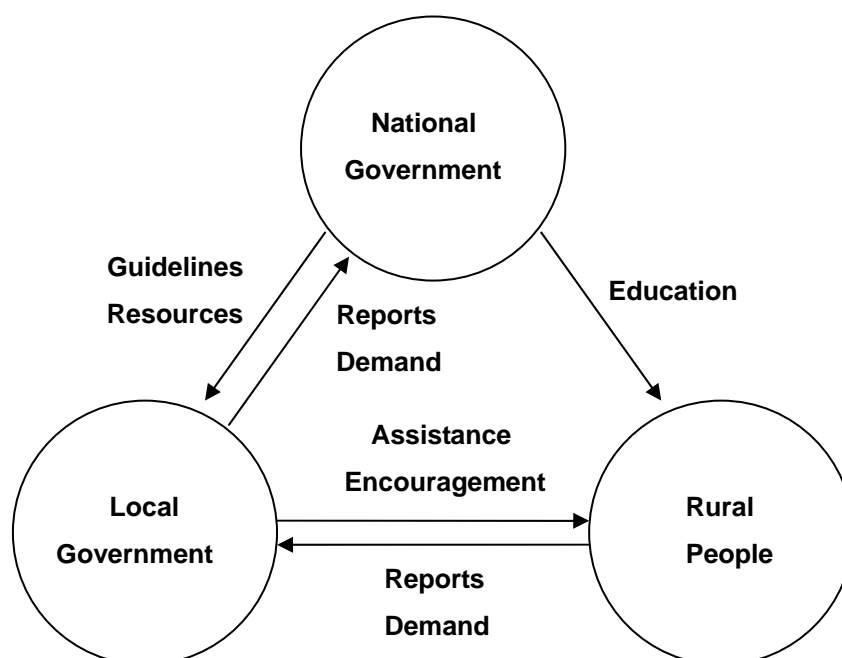 National
Government
Guidelines
Resources
Reports
Demand
Education
Assistance
Encouragement
Local
Government
Rural
People
Reports
Demand